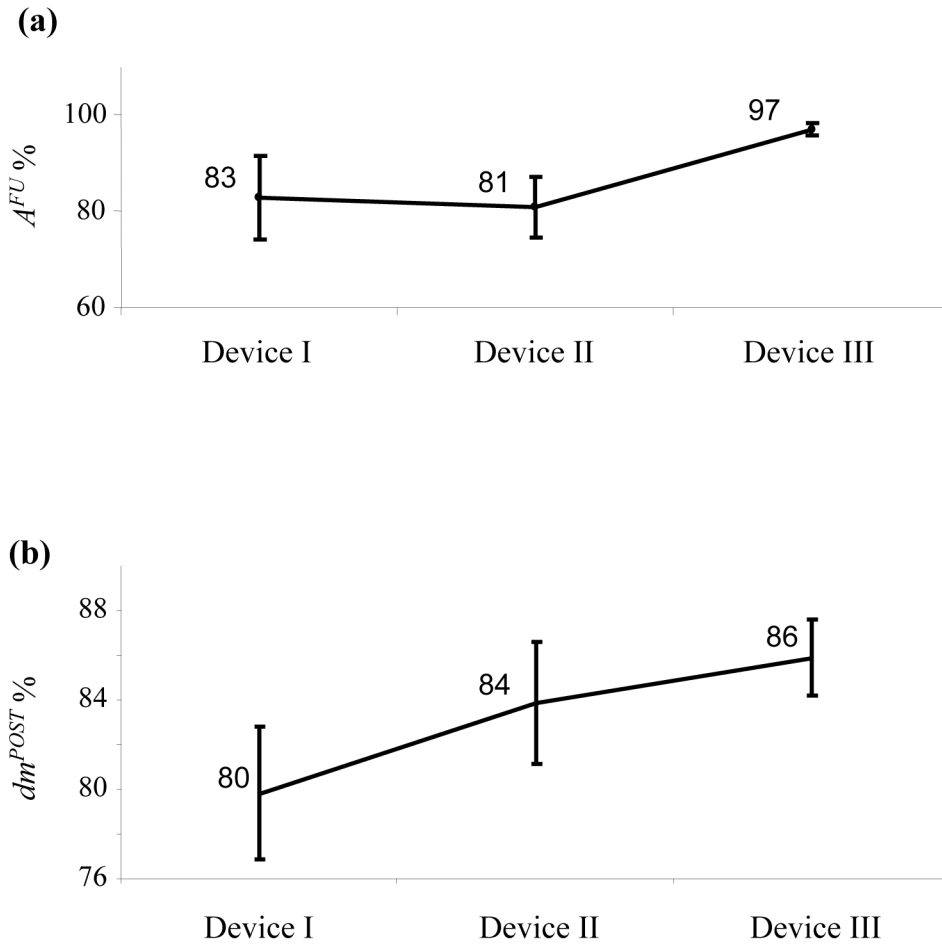 (a)
100
97
83
81
80
60
A^{FU} %
Device I
Device II
Device III
(b)
88
86
84
84
80
80
76
dm^{POST} %
Device I
Device II
Device III